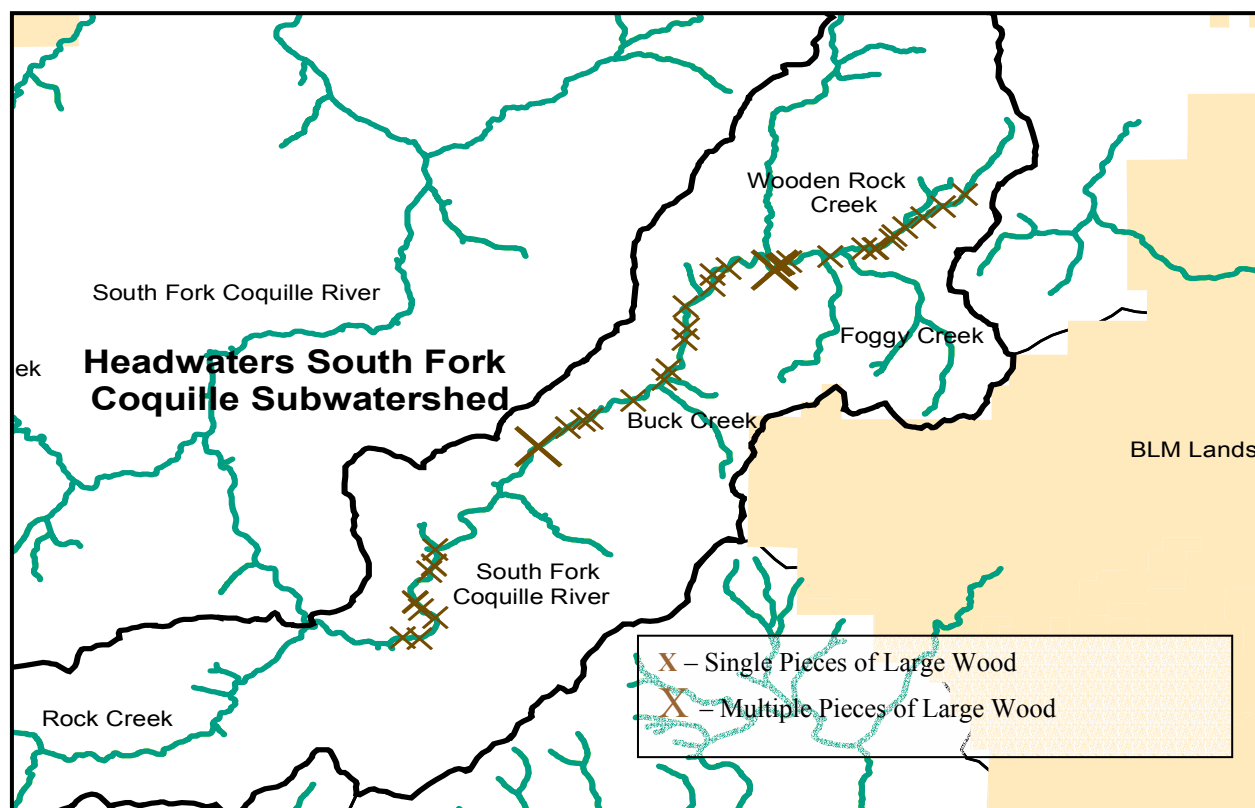 Wooden Rock
Creek
South Fork Coquille River
Foggy Creek
ek
Headwaters South Fork
Coquille Subwatershed
Buck Creek
BLM Lands
South Fork
Coquille River
X – Single Pieces of Large Wood
X – Multiple Pieces of Large Wood
Rock Creek